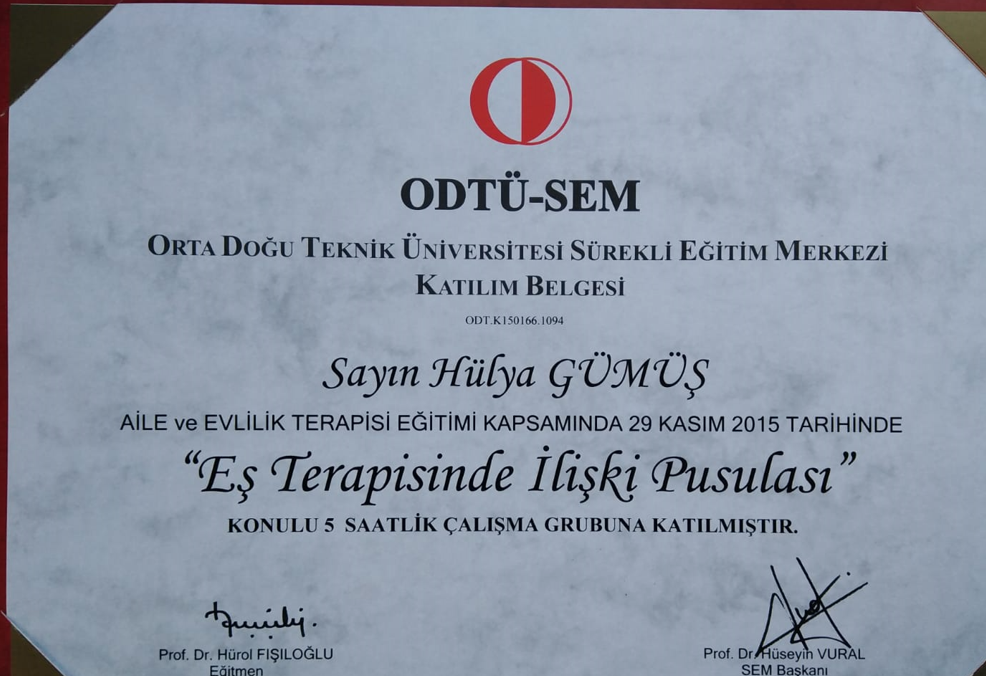 ODTÜ-SEM
ORTA DOĞU TEKNİK ÜNİVERSİTESİ SÜREKLİ EĞİTİM MERKEZİ
KATILIM BELGESİ
ODT.K150166.1094
Sayın Hülya GÜMÜŞ
AİLE ve EVLİLİK TERAPİSİ EĞİTİMİ KAPSAMINDA 29 KASIM 2015 TARİHİNDE
“Eş Terapisinde İlişki Pusulası”
KONULU 5 SAATLİK ÇALIŞMA GRUBUNA KATILMIŞTIR.
Prof. Dr. Hürol FIŞILOĞLU
Eğitmen
Prof. Dr. Hüseyin VURAL
SEM Başkanı